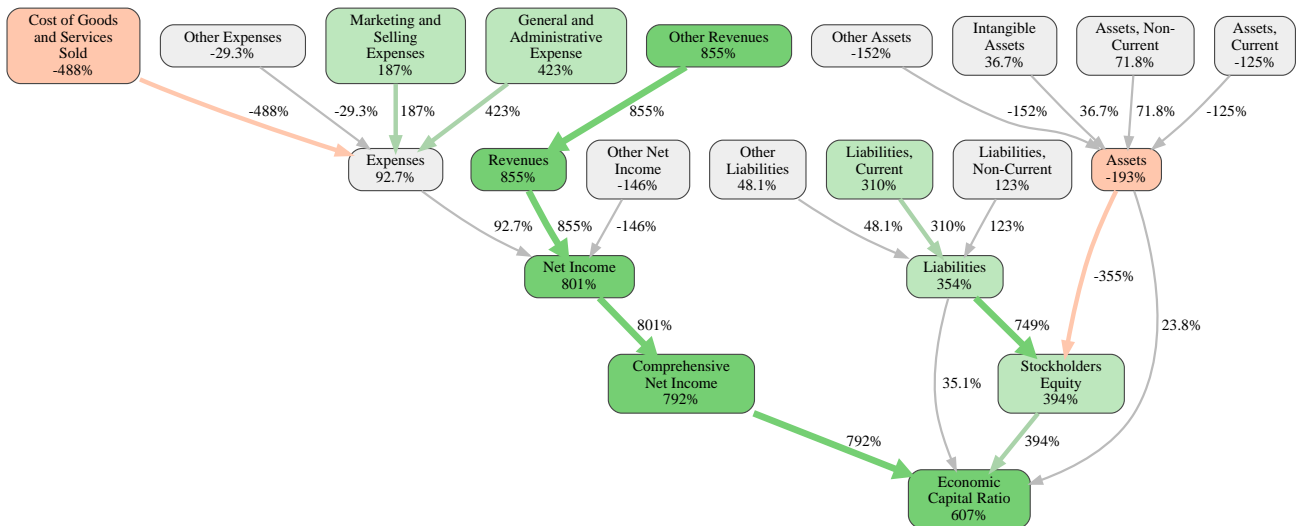 Cost of Goods
and Services
Sold
-488%
Other Expenses
-29.3%
Marketing and
Selling
Expenses
187%
General and
Administrative
Expense
423%
Other Revenues
855%
Other Assets
-152%
Intangible
Assets
36.7%
Assets, Non-
Current
71.8%
Assets,
Current
-125%
-488%
-29.3%
187%
423%
855%
-152%
36.7%
71.8%
-125%
Expenses
92.7%
Revenues
855%
Other Net
Income
-146%
Other
Liabilities
48.1%
Liabilities,
Current
310%
Liabilities,
Non-Current
123%
Assets
-193%
92.7%
855%
-146%
48.1%
310%
123%
Net Income
801%
Liabilities
354%
-355%
801%
749%
23.8%
Comprehensive
Net Income
792%
35.1%
Stockholders
Equity
394%
792%
394%
Economic
Capital Ratio
607%